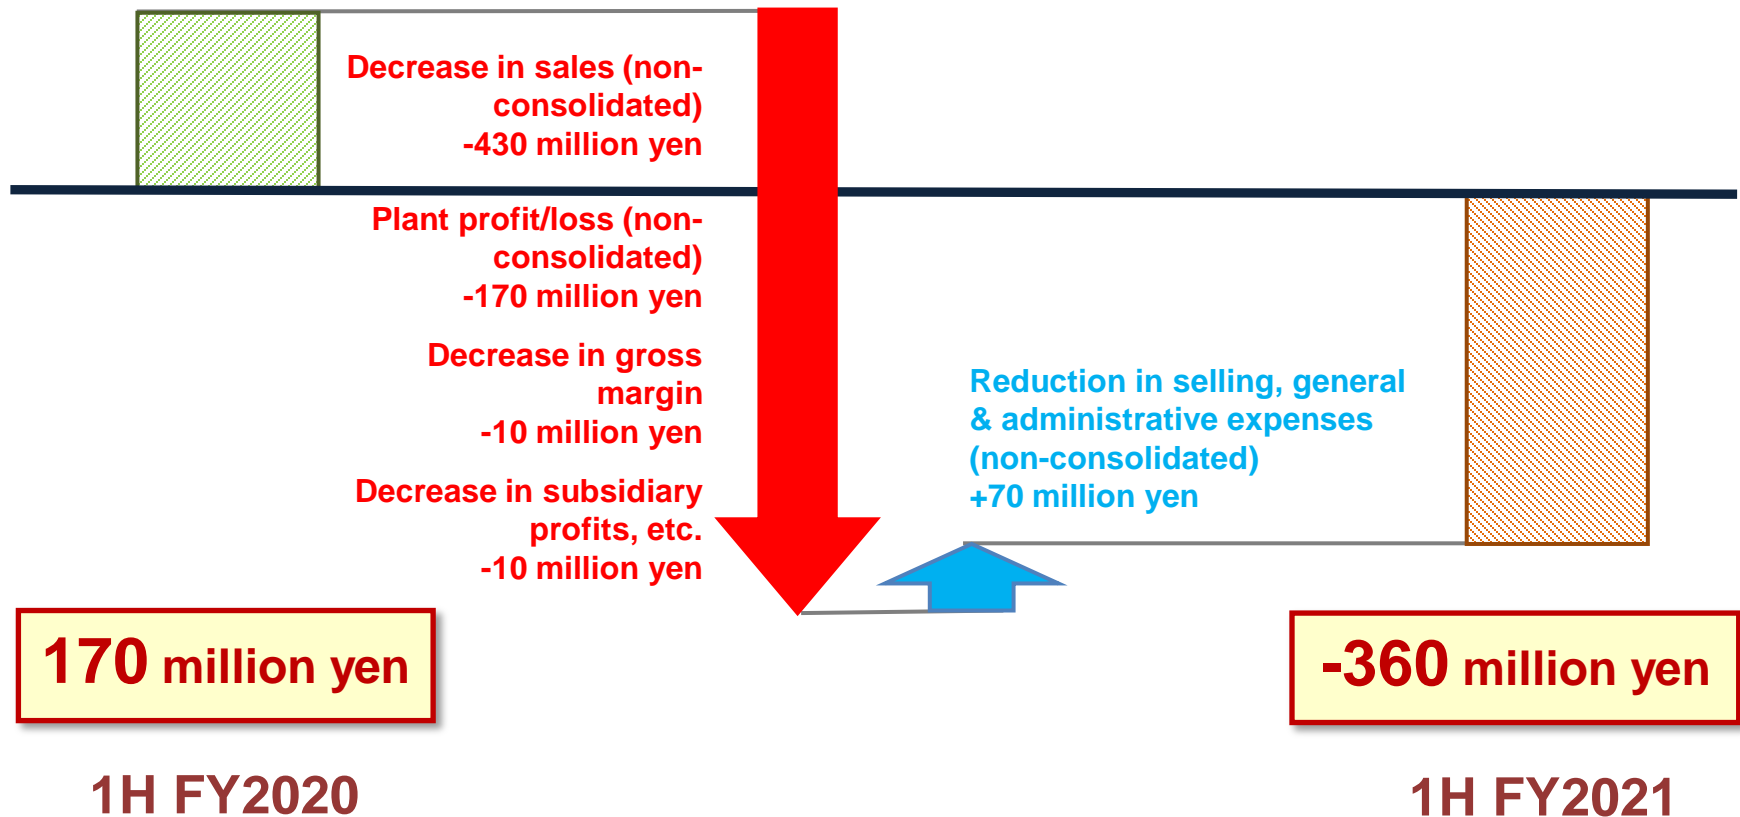 Decrease in sales (non-
consolidated)
-430 million yen
Plant profit/loss (non-
consolidated)
-170 million yen
Decrease in gross
margin
-10 million yen
Decrease in subsidiary
profits, etc.
-10 million yen
Reduction in selling, general
& administrative expenses
(non-consolidated)
+70 million yen
170 million yen
-360 million yen
1H FY2020
1H FY2021